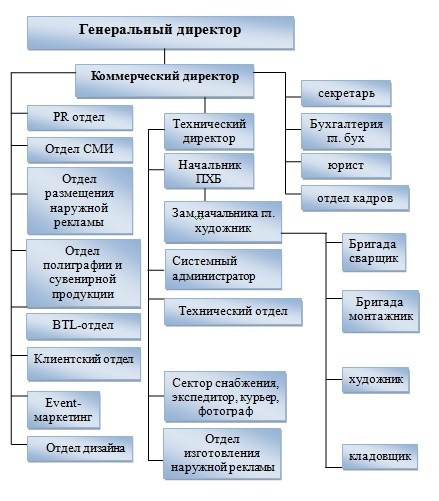 Генеральный директор
Коммерческий директор
PR отдел
Отдел СМИ
Отдел
размещения
наружной
рекламы
Отдел
полиграфии и
сувенирной
продукции
BTL-отдел
Клиентский отдел
Event-
маркетинг
Отдел дизайна
Технический
директор
Начальник
ПХБ
Зам.начальника гл.
художник
Системный
администратор
Технический отдел
Сектор снабжения,
экспедитор, курьер,
фотограф
Отдел
изготовления
наружной рекламы
секретарь
Бухгалтерия
гл. бух
юрист
отдел кадров
Бригада
сварщик
Бригада
монтажник
художник
кладовщик